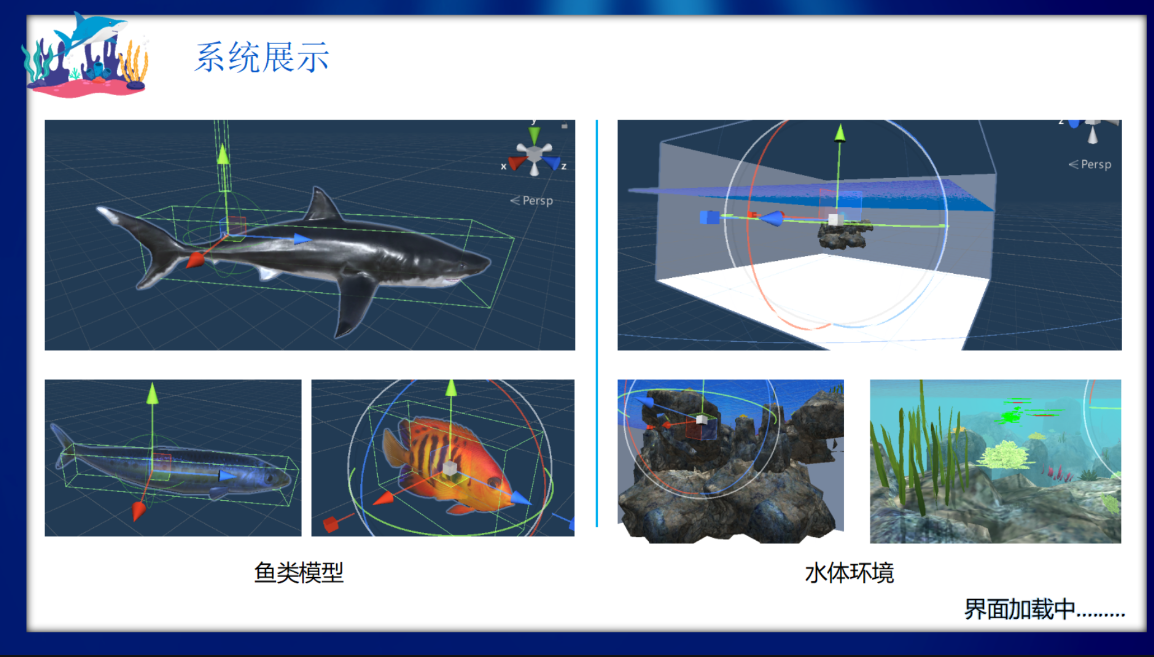 系统展示
y
x
z
<Persp
z
<Persp
鱼类模型
水体环境
界面加载中.........